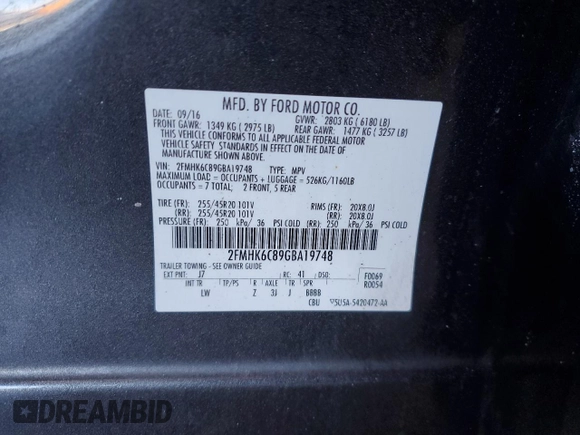 MFD. BY FORD MOTOR CO.
DATE: 09/16 GVWR: 2803 KG ( 6180 LB)
FRONT GAWR: 1349 KG ( 2975 LB) REAR GAWR: 1477 KG ( 3257 LB)
THIS VEHICLE CONFORMS TO ALL APPLICABLE FEDERAL MOTOR
VEHICLE SAFETY STANDARDS IN EFFECT ON THE DATE OF
MANUFACTURE SHOWN ABOVE.
VIN: 2FMHK6C89GBA19748 TYPE: MPV
MAXIMUM LOAD = OCCUPANTS + LUGGAGE = 526KG/1160LB
OCCUPANTS = 7 TOTAL, 2 FRONT, 5 REAR
TIRE (FR): 255/45R20 101V RIMS (FR): 20X8.0J
(RR): 255/45R20 101V (RR): 20X8.0J
PRESSURE (FR): 250 kPa/ 36 PSI COLD (RR): 250 kPa/ 36 PSI COLD
2FMHK6C89GBA19748
TRAILER TOWING - SEE OWNER GUIDE
EXT PNT: J7 RC: 41 DSO: F0069
INT TR TP/PS R AXLE TR SPR R0054
LW Z 3I J BBBB
CBU 5U5A-5420472-AA
DREAMBID